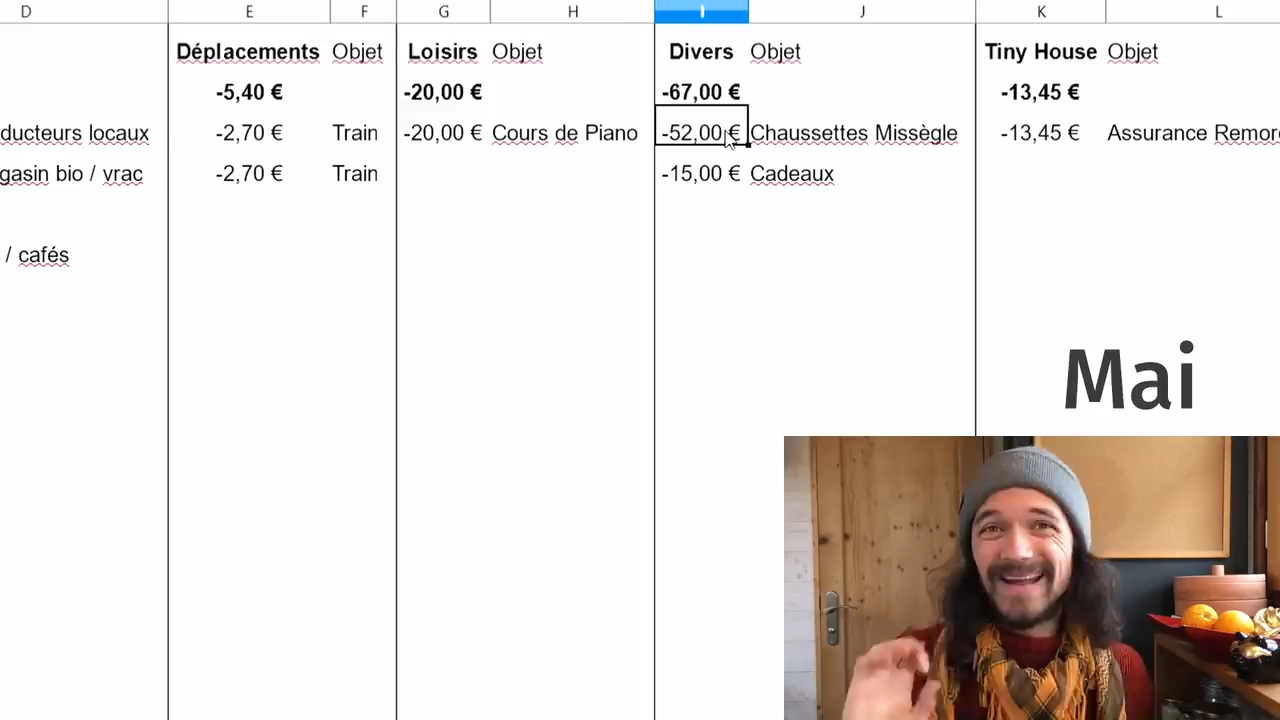 D E F G H I J K L
Déplacements Objet Loisirs Objet Divers Objet Tiny House Objet
-5,40 € -20,00 € -67,00 € -13,45 €
ducteurs locaux -2,70 € Train -20,00 € Cours de Piano -52,00 € Chaussettes Missègle -13,45 € Assurance Remor
gasin bio / vrac -2,70 € Train -15,00 € Cadeaux
/ cafés
Mai